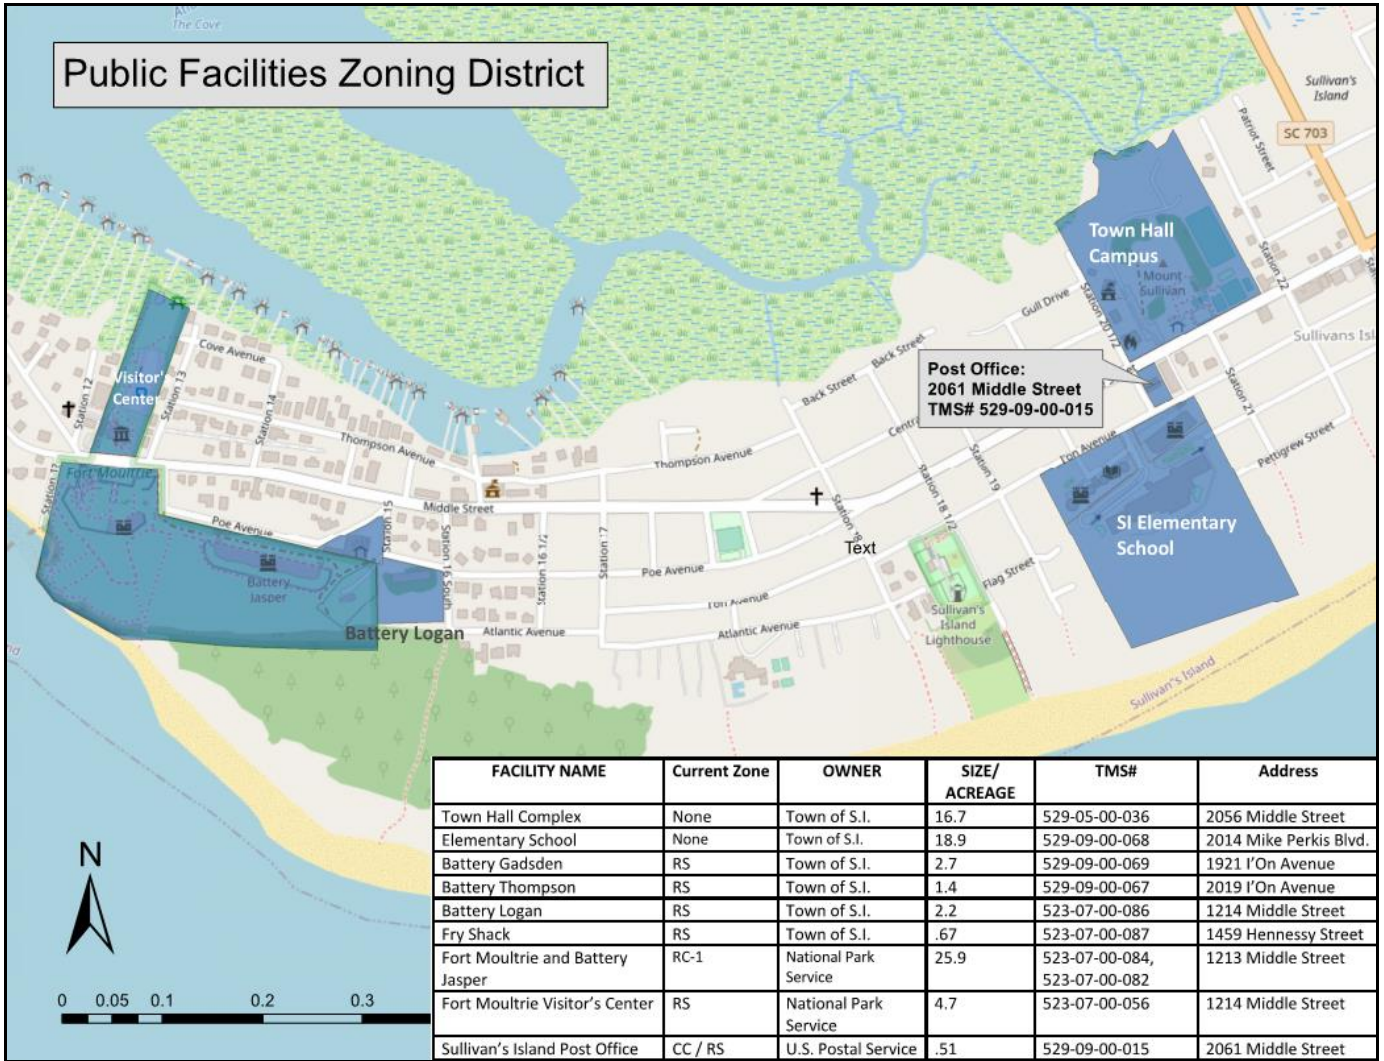 The Cove
Public Facilities Zoning District
Sullivan's
Island
SC 703
Patriot Street
Town Hall
Campus
Mount
Sullivan
Station 22
Gull Drive
Station 20 1/2
Sullivans Isl
Cove Avenue
Back Street
Back Street
Post Office:
2061 Middle Street
TMS# 529-09-00-015
Visitor's
Center
Station 12
Station 13
Station 14
Station 21
Thompson Avenue
Thompson Avenue
Centr
I'on Avenue
Pettigrew Street
Fort Moultrie
Station 12
Middle Street
Station 19
Station 18 1/2
Station 18
Poe Avenue
Station 15
Station 16 South
Station 16 1/2
Station 17
Text
SI Elementary
School
Battery
Jasper
Poe Avenue
Flag Street
I'on Avenue
Sullivan's
Island
Lighthouse
Battery Logan
Atlantic Avenue
Atlantic Avenue
Sullivan's Island
FACILITY NAME Current Zone OWNER SIZE/ TMS# Address
ACREAGE
Town Hall Complex None Town of S.I. 16.7 529-05-00-036 2056 Middle Street
Elementary School None Town of S.I. 18.9 529-09-00-068 2014 Mike Perkis Blvd.
Battery Gadsden RS Town of S.I. 2.7 529-09-00-069 1921 I'On Avenue
Battery Thompson RS Town of S.I. 1.4 529-09-00-067 2019 I'On Avenue
Battery Logan RS Town of S.I. 2.2 523-07-00-086 1214 Middle Street
Fry Shack RS Town of S.I. .67 523-07-00-087 1459 Hennessy Street
Fort Moultrie and Battery RC-1 National Park 25.9 523-07-00-084, 1213 Middle Street
Jasper Service 523-07-00-082
Fort Moultrie Visitor's Center RS National Park 4.7 523-07-00-056 1214 Middle Street
Service
Sullivan's Island Post Office CC / RS U.S. Postal Service .51 529-09-00-015 2061 Middle Street
N
0 0.05 0.1 0.2 0.3